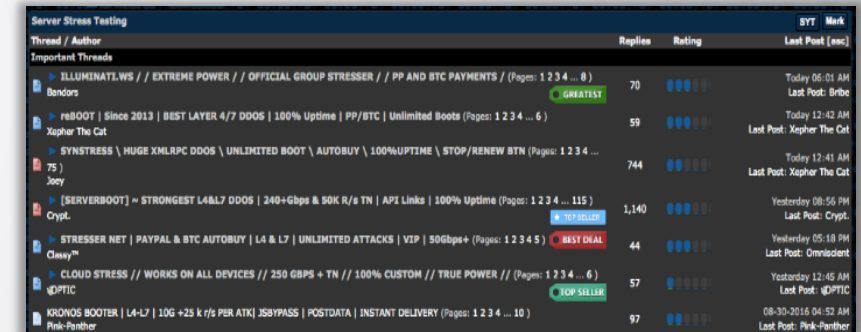 Server Stress Testing SYT Mark
Thread / Author Replies Rating Last Post [asc]
Important Threads
ILLUMINATI.WS / / EXTREME POWER / / OFFICIAL GROUP STRESSER / / PP AND BTC PAYMENTS / (Pages: 1 2 3 4 ... 8 )
Bandors GREATEST 70 Today 06:01 AM
Last Post: Bribe
reBOOT | Since 2013 | BEST LAYER 4/7 DDOS | 100% Uptime | PP/BTC | Unlimited Boots (Pages: 1 2 3 4 ... 6 )
Xepher The Cat 59 Today 12:42 AM
Last Post: Xepher The Cat
SYNSTRESS \ HUGE XMLRPC DDOS \ UNLIMITED BOOT \ AUTOBUY \ 100%UPTIME \ STOP/RENEW BTN (Pages: 1 2 3 4 ...
75 )
Joey 744 Today 12:41 AM
Last Post: Xepher The Cat
[SERVERBOOT] ~ STRONGEST L4&L7 DDOS | 240+Gbps & 50K R/s TN | API Links | 100% Uptime (Pages: 1 2 3 4 ... 115 )
Crypt. TOP SELLER 1,140 Yesterday 08:56 PM
Last Post: Crypt.
STRESSER NET | PAYPAL & BTC AUTOBUY | L4 & L7 | UNLIMITED ATTACKS | VIP | 50Gbps+ (Pages: 1 2 3 4 5 ) BEST DEAL
Classy™ 44 Yesterday 05:18 PM
Last Post: Omniscient
CLOUD STRESS // WORKS ON ALL DEVICES // 250 GBPS + TN // 100% CUSTOM // TRUE POWER // (Pages: 1 2 3 4 ... 6 )
TOP SELLER 57 Yesterday 12:45 AM
Last Post:
KRONOS BOOTER | L4-L7 | 10G +25 k r/s PER ATK| JSBYPASS | POSTDATA | INSTANT DELIVERY (Pages: 1 2 3 4 ... 10 )
Pink-Panther 97 08-30-2016 04:52 AM
Last Post: Pink-Panther